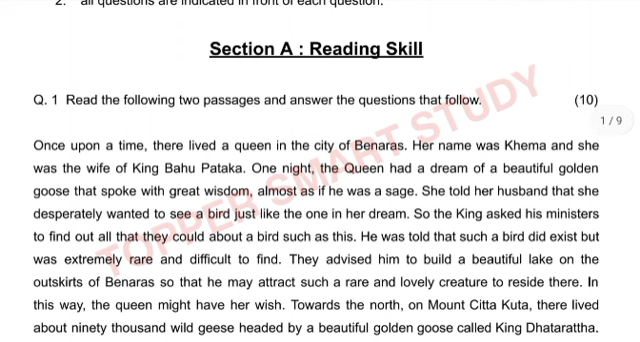 2. all questions are indicated in front of each question.
Section A : Reading Skill
Q. 1 Read the following two passages and answer the questions that follow. (10)
1 / 9
Once upon a time, there lived a queen in the city of Benaras. Her name was Khema and she
was the wife of King Bahu Pataka. One night, the Queen had a dream of a beautiful golden
goose that spoke with great wisdom, almost as if he was a sage. She told her husband that she
desperately wanted to see a bird just like the one in her dream. So the King asked his ministers
to find out all that they could about a bird such as this. He was told that such a bird did exist but
was extremely rare and difficult to find. They advised him to build a beautiful lake on the
outskirts of Benaras so that he may attract such a rare and lovely creature to reside there. In
this way, the queen might have her wish. Towards the north, on Mount Citta Kuta, there lived
about ninety thousand wild geese headed by a beautiful golden goose called King Dhatarattha.
TOPPER SMART STUDY